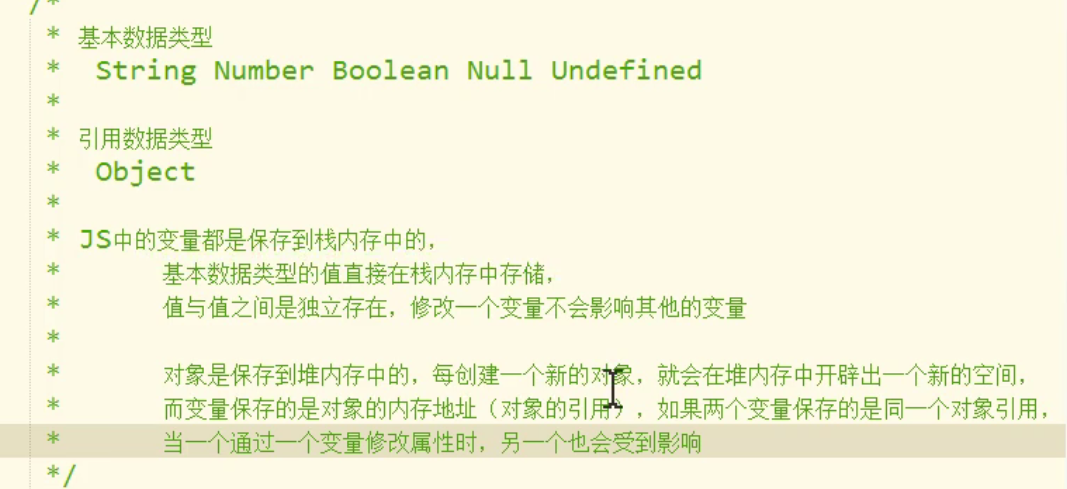 /*
* 基本数据类型
* String Number Boolean Null Undefined
*
* 引用数据类型
* Object
*
* JS中的变量都是保存到栈内存中的，
* 基本数据类型的值直接在栈内存中存储，
* 值与值之间是独立存在，修改一个变量不会影响其他的变量
*
* 对象是保存到堆内存中的，每创建一个新的对象，就会在堆内存中开辟出一个新的空间，
* 而变量保存的是对象的内存地址（对象的引用），如果两个变量保存的是同一个对象引用，
* 当一个通过一个变量修改属性时，另一个也会受到影响
*/